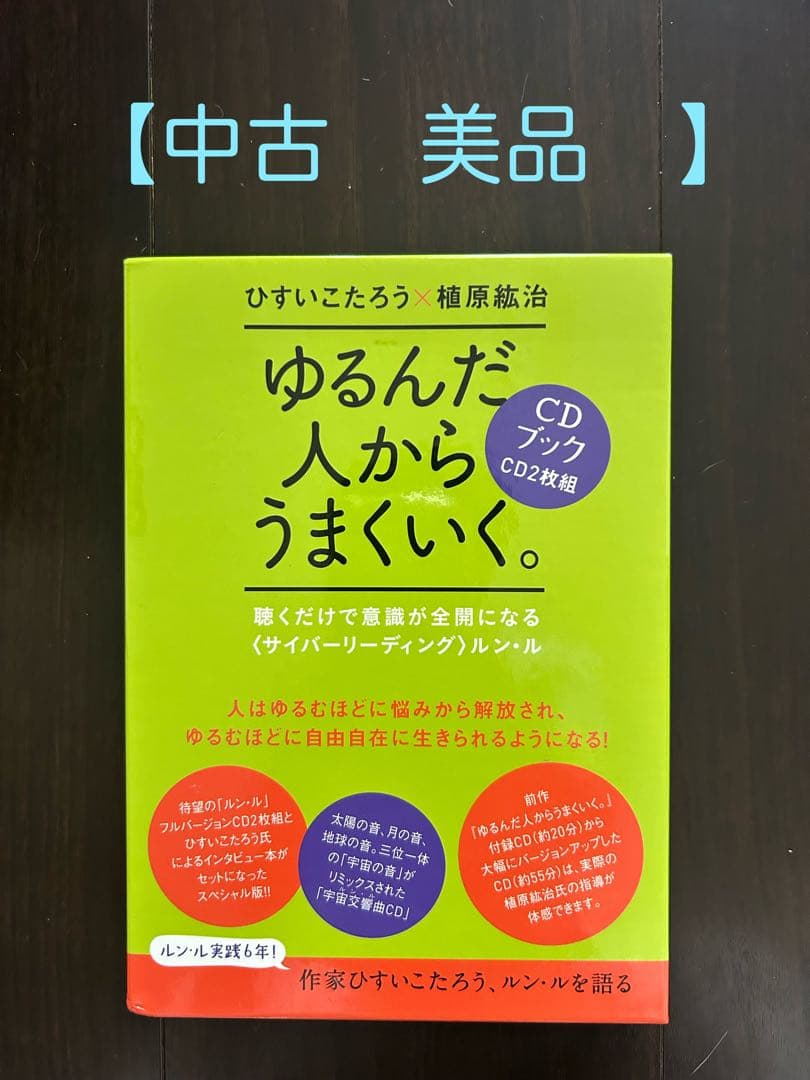 【中古　美品　】
ひすいこたろう×植原紘治
ゆるんだ
人から
うまくいく。
CD
ブック
CD2枚組
聴くだけで意識が全開になる
〈サイバーリーディング〉ルン・ル
人はゆるむほどに悩みから解放され、
ゆるむほどに自由自在に生きられるようになる!
待望の「ルン・ル」
フルバージョンCD2枚組と
ひすいこたろう氏
によるインタビュー本が
セットになった
スペシャル版!!
太陽の音、月の音、
地球の音。三位一体
の「宇宙の音」が
リミックスされた
「宇宙交響曲CD」
ルン・ル
前作
「ゆるんだ人からうまくいく。」
付録CD(約20分)から
大幅にバージョンアップした
CD(約55分)は、実際の
植原紘治氏の指導が
体感できます。
ルン・ル実践6年!
作家ひすいこたろう、ルン・ルを語る